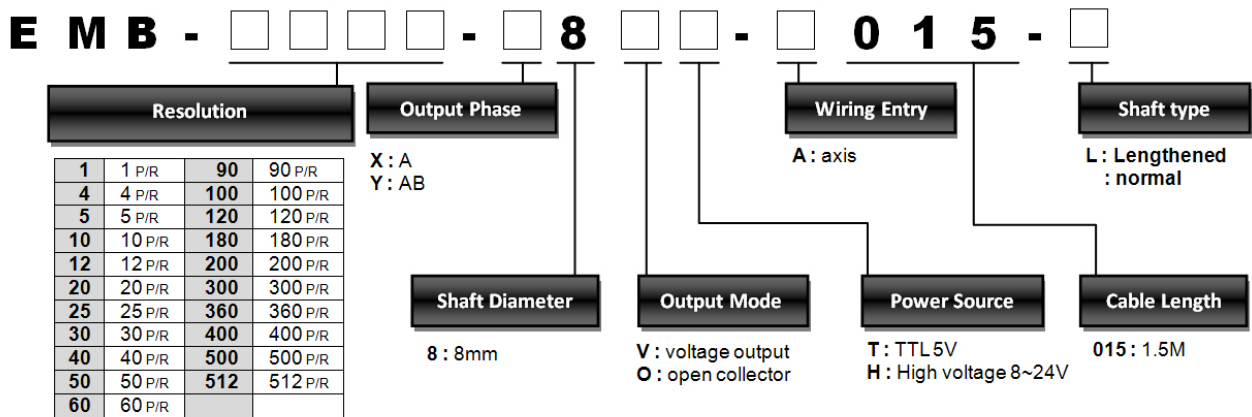 E M B - □ □ □ □ - □ 8 □ □ - □ 0 1 5 - □
Resolution
1 1 P/R 90 90 P/R
4 4 P/R 100 100 P/R
5 5 P/R 120 120 P/R
10 10 P/R 180 180 P/R
12 12 P/R 200 200 P/R
20 20 P/R 300 300 P/R
25 25 P/R 360 360 P/R
30 30 P/R 400 400 P/R
40 40 P/R 500 500 P/R
50 50 P/R 512 512 P/R
60 60 P/R
Output Phase
X : A
Y : AB
Wiring Entry
A : axis
Shaft type
L : Lengthened
: normal
Shaft Diameter
8 : 8mm
Output Mode
V : voltage output
O : open collector
Power Source
T : TTL 5V
H : High voltage 8~24V
Cable Length
015 : 1.5M